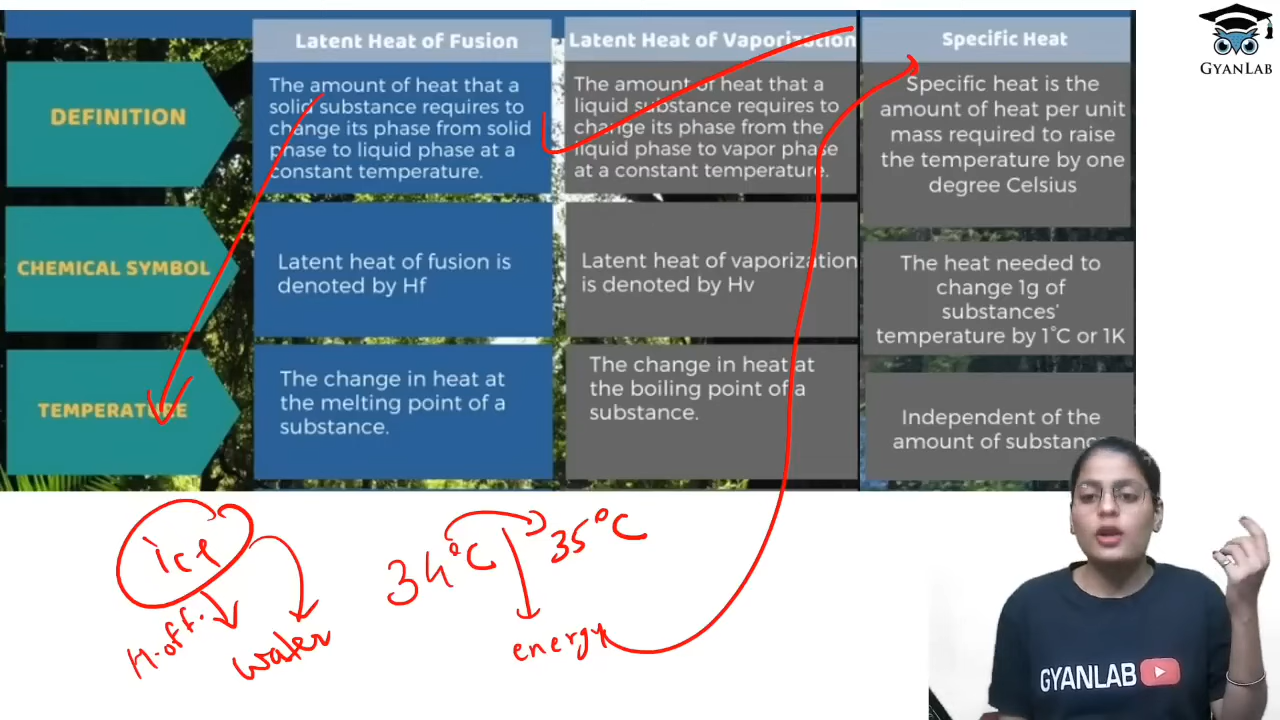 Latent Heat of Fusion
Latent Heat of Vaporization
Specific Heat
GYANLAB
DEFINITION
The amount of heat that a
solid substance requires to
change its phase from solid
phase to liquid phase at a
constant temperature.
The amount of heat that a
liquid substance requires to
change its phase from the
liquid phase to vapor phase
at a constant temperature.
Specific heat is the
amount of heat per unit
mass required to raise
the temperature by one
degree Celsius
CHEMICAL SYMBOL
Latent heat of fusion is
denoted by Hf
Latent heat of vaporization
is denoted by Hv
The heat needed to
change 1g of
substances'
temperature by 1°C or 1K
TEMPERATURE
The change in heat at
the melting point of a
substance.
The change in heat at
the boiling point of a
substance.
Independent of the
amount of substance
ice
H.off.
water
34°C
35°C
energy
GYANLAB